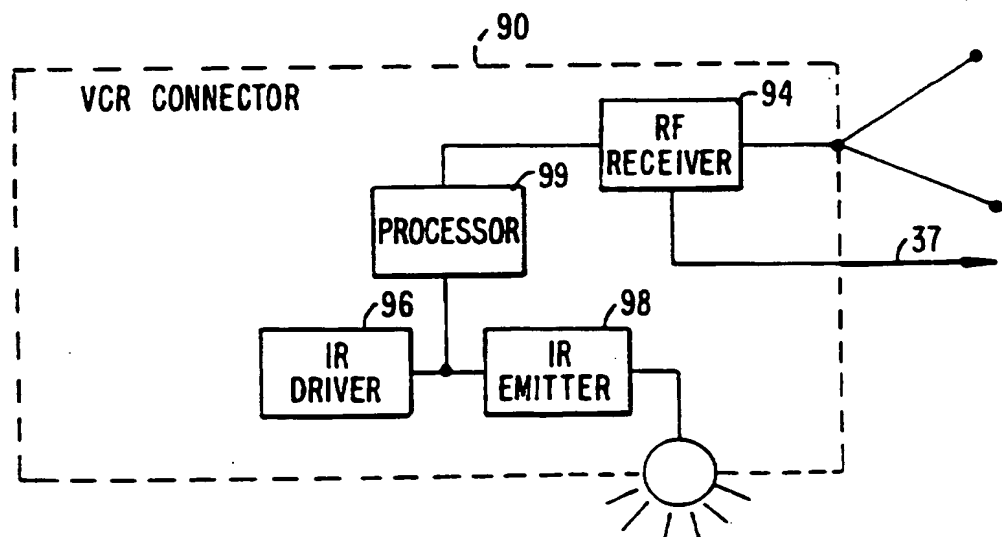 90
VCR CONNECTOR
94
RF
RECEIVER
99
PROCESSOR
37
96
98
IR
DRIVER
IR
EMITTER